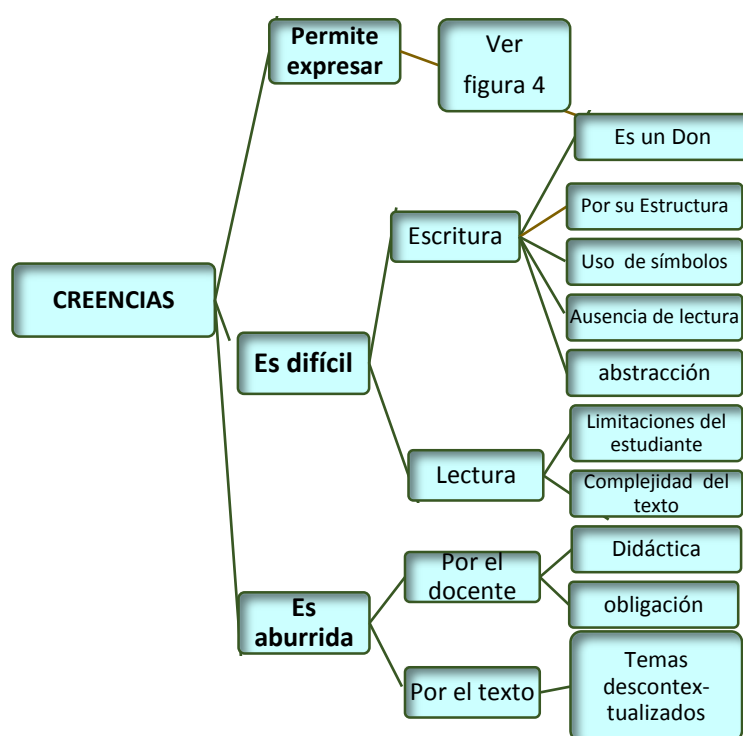 Permite
expresar
Ver
figura 4
Es un Don
Por su Estructura
Escritura
Uso de símbolos
CREENCIAS
Ausencia de lectura
Es difícil
abstracción
Limitaciones del
estudiante
Lectura
Complejidad del
texto
Didáctica
Por el
docente
obligación
Es
aburrida
Temas
descontex-
tualizados
Por el texto